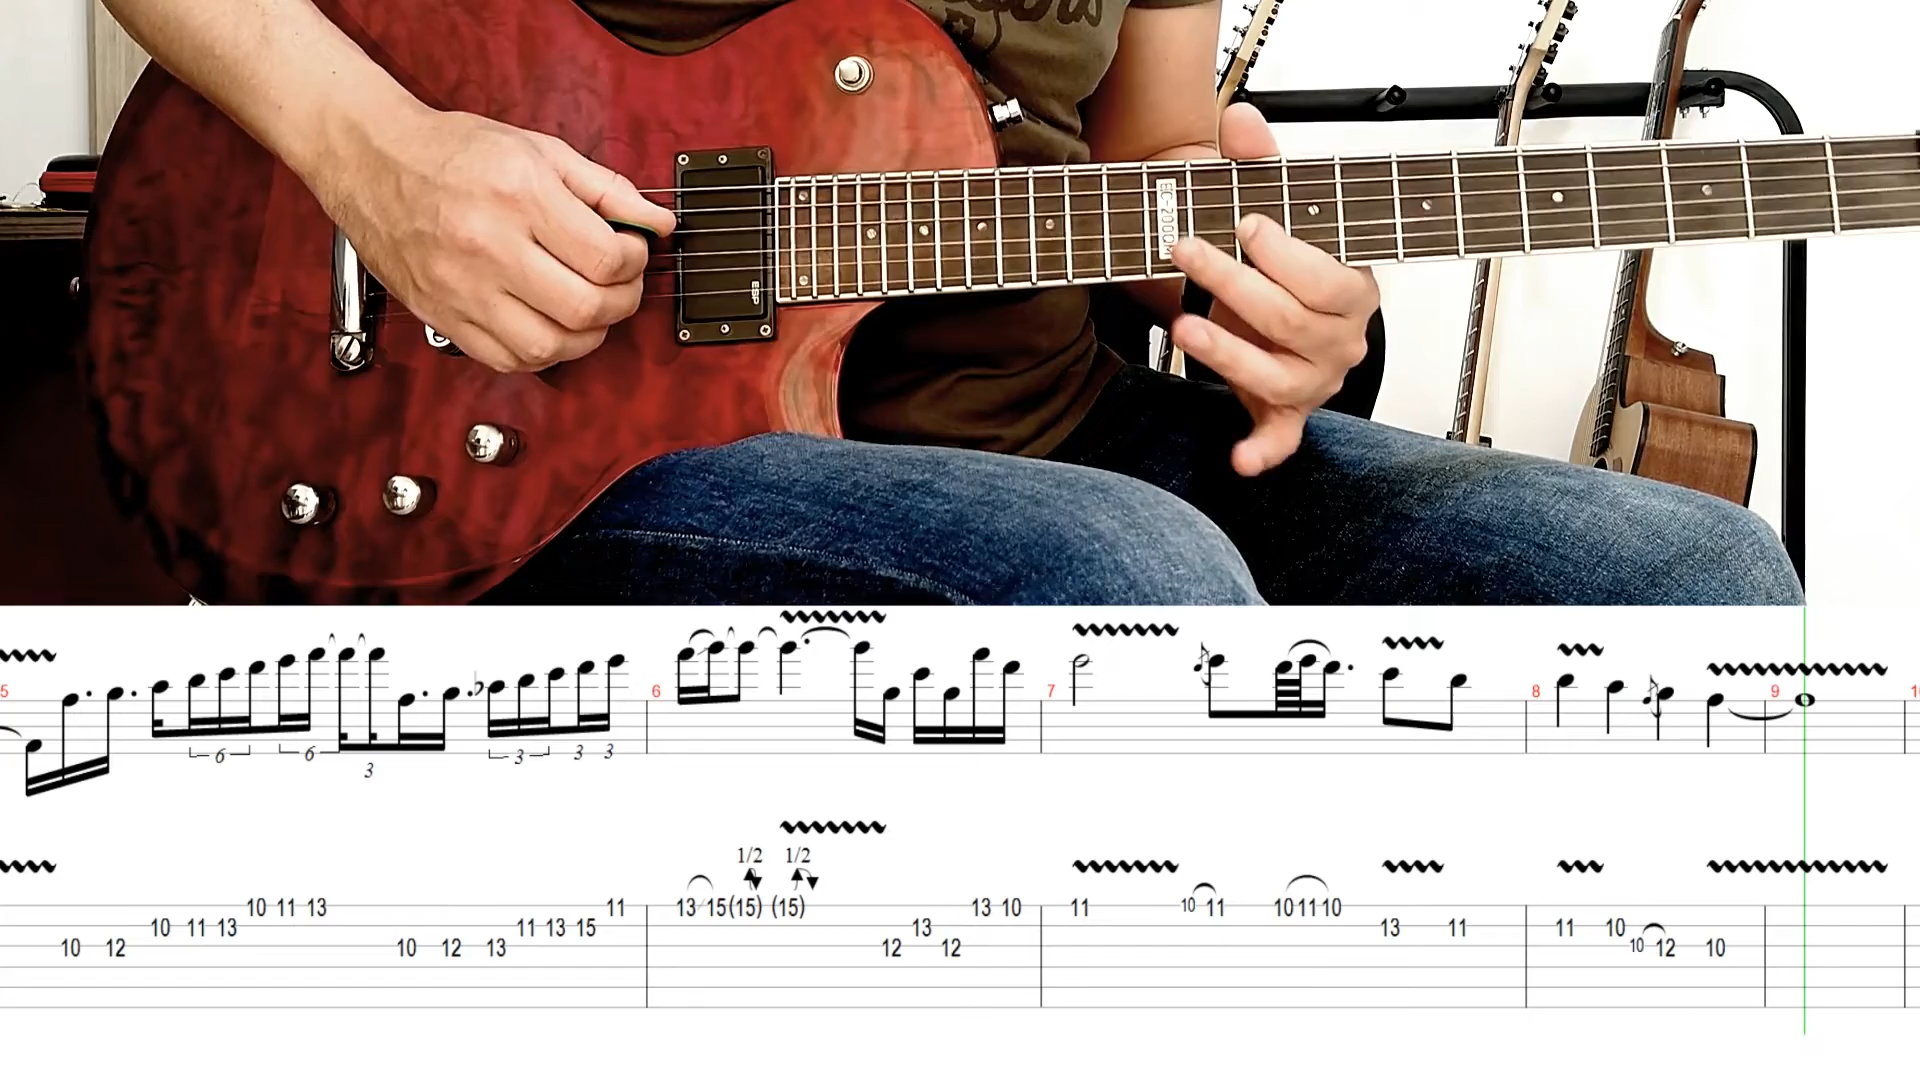 EC-2000QM
ESP
5 6 7 8 9
6 6 3 3 3 3
1/2 1/2
10 11 13 11 13 15 (15) (15) 13 10 11 10 11 10 11 10
10 11 13 11 13 15 13 13 11 11 10
10 12 10 12 13 12 12 10 12 10